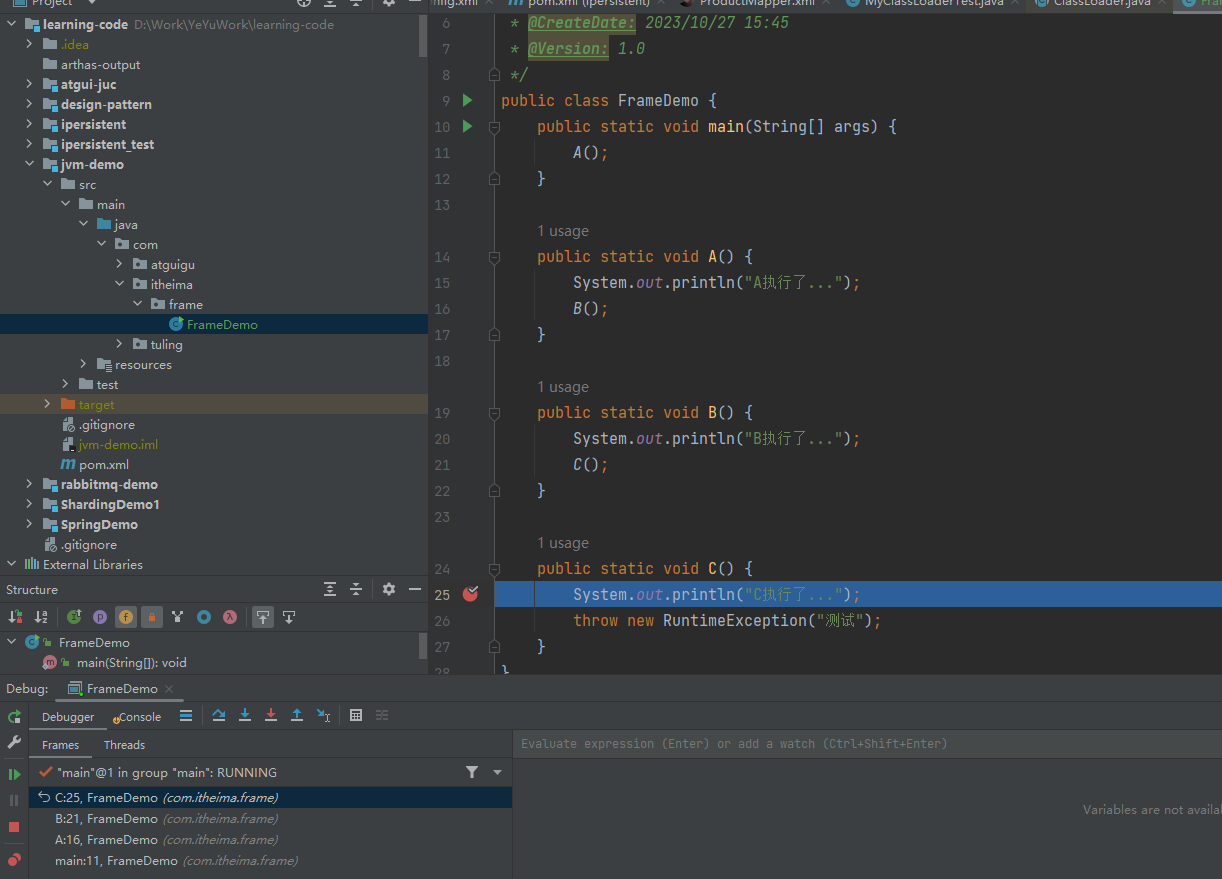 Project
nfig.xml
pom.xml (ipersistent)
ProductMapper.xml
MyClassLoaderTest.java
ClassLoader.java
learning-code D:\Work\YeYuWork\learning-code
.idea
arthas-output
atgui-juc
design-pattern
ipersistent
ipersistent_test
jvm-demo
src
main
java
com
atguigu
itheima
frame
FrameDemo
tuling
resources
test
target
.gitignore
jvm-demo.iml
pom.xml
rabbitmq-demo
ShardingDemo1
SpringDemo
.gitignore
External Libraries
6 * @CreateDate: 2023/10/27 15:45
7 * @Version: 1.0
8 */
9 public class FrameDemo {
10 public static void main(String[] args) {
11 A();
12 }
13
1 usage
14 public static void A() {
15 System.out.println("A执行了...");
16 B();
17 }
18
1 usage
19 public static void B() {
20 System.out.println("B执行了...");
21 C();
22 }
23
1 usage
24 public static void C() {
25 System.out.println("C执行了...");
26 throw new RuntimeException("测试");
27 }
28 }
Structure
FrameDemo
main(String[]): void
Debug: FrameDemo
Debugger Console
Frames Threads
"main"@1 in group "main": RUNNING
C:25, FrameDemo (com.itheima.frame)
B:21, FrameDemo (com.itheima.frame)
A:16, FrameDemo (com.itheima.frame)
main:11, FrameDemo (com.itheima.frame)
Evaluate expression (Enter) or add a watch (Ctrl+Shift+Enter)
Variables are not availa